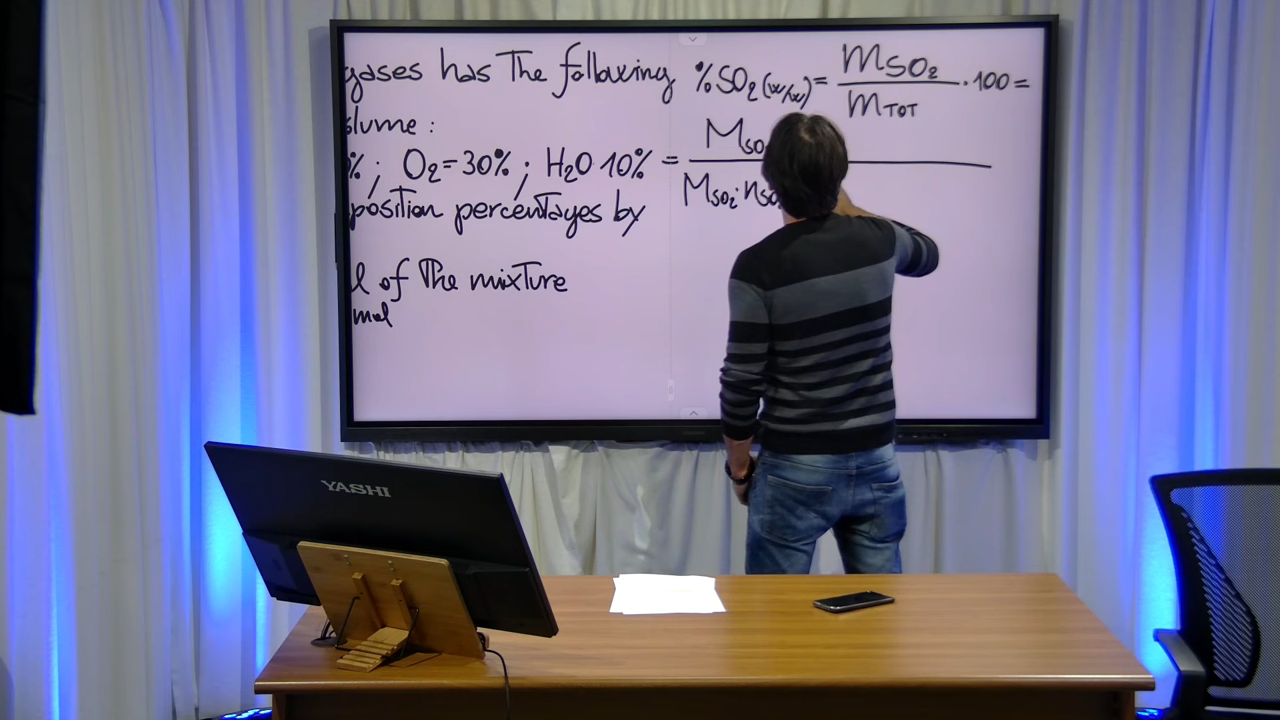 gases has The following
%SO₂(w/w) = mSO₂ / mTOT · 100 =
lume :
%; O₂=30%; H₂O 10%
= MSO
MSO₂·nSO
position percentages by
l of The mixture
mol
YASHI